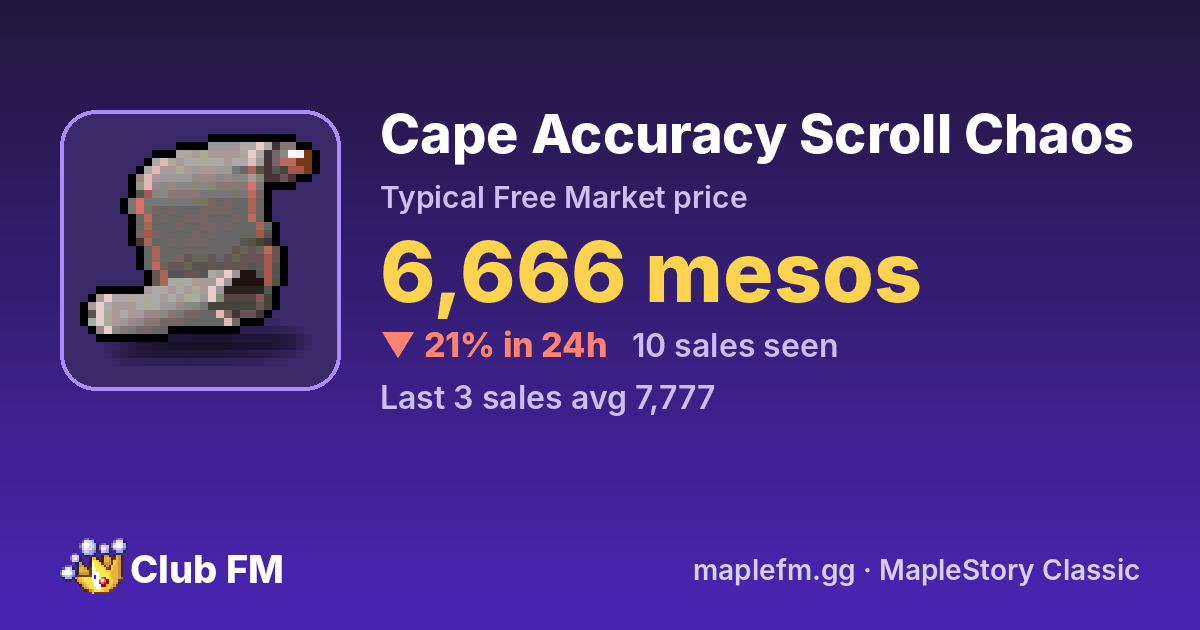 Cape Accuracy Scroll Chaos
Typical Free Market price
6,666 mesos
▼ 21% in 24h 10 sales seen
Last 3 sales avg 7,777
Club FM
maplefm.gg · MapleStory Classic